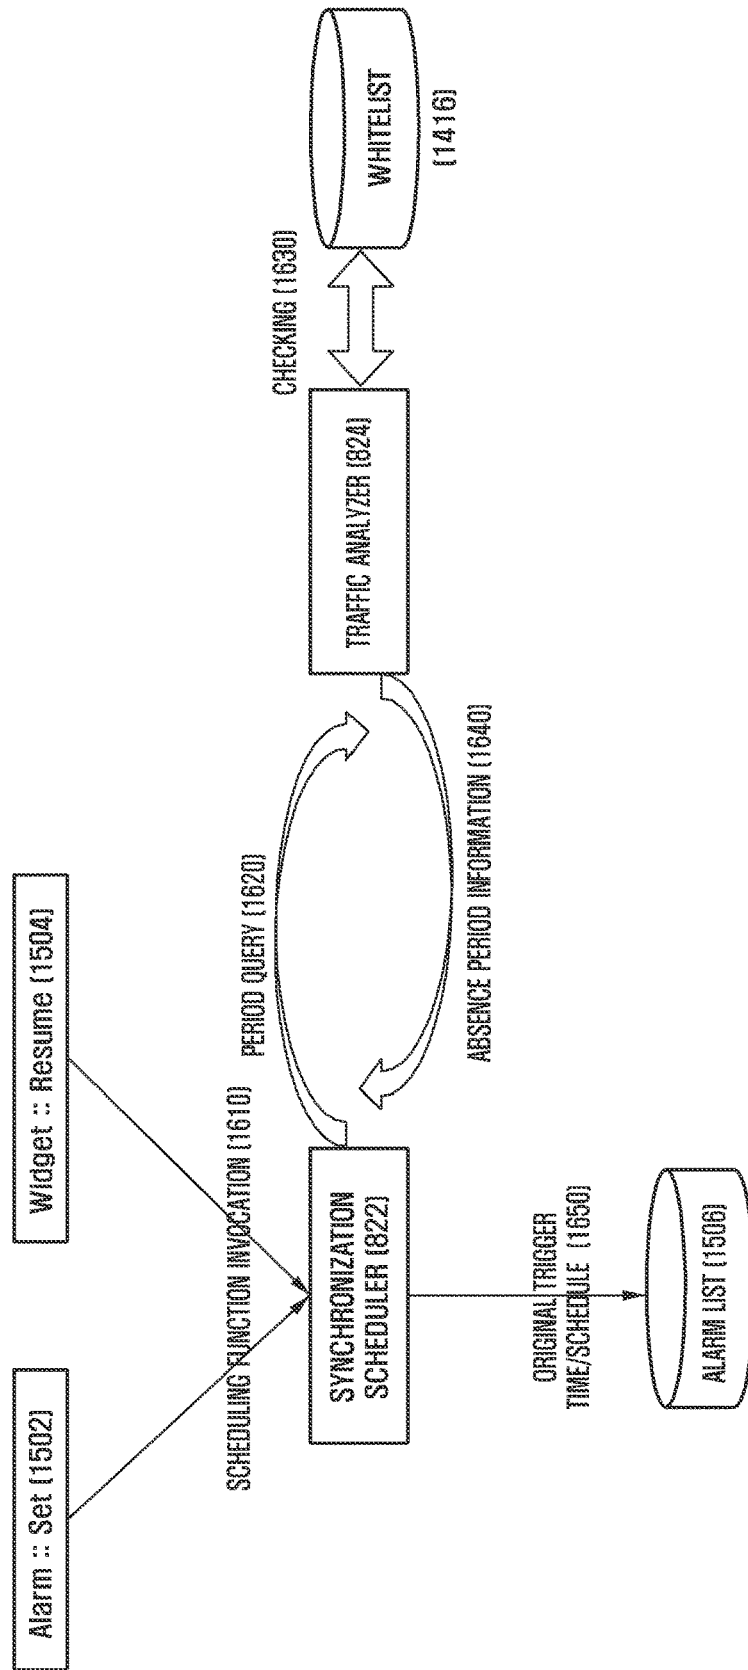 Alarm :: Set (1502)
Widget :: Resume (1504)
SCHEDULING FUNCTION INVOCATION (1610)
PERIOD QUERY (1620)
CHECKING (1630)
SYNCHRONIZATION
SCHEDULER (822)
TRAFFIC ANALYZER (824)
WHITELIST
(1416)
ABSENCE PERIOD INFORMATION (1640)
ORIGINAL TRIGGER
TIME/SCHEDULE (1650)
ALARM LIST (1506)